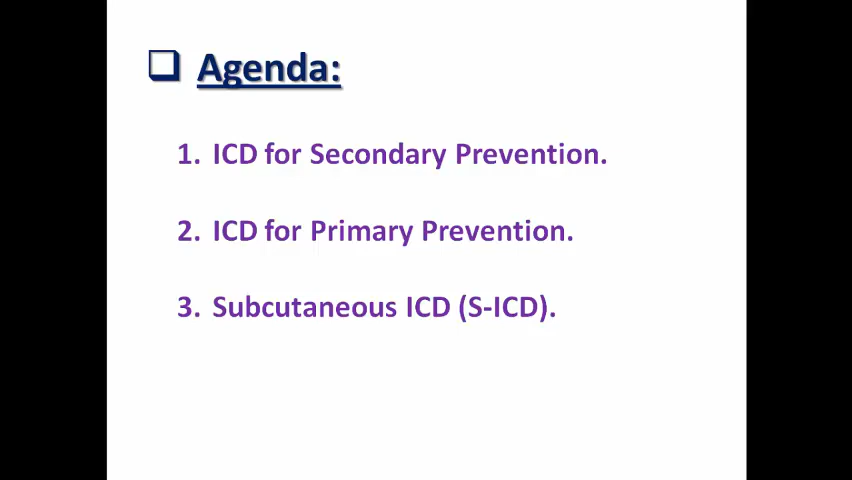 Agenda:
1. ICD for Secondary Prevention.
2. ICD for Primary Prevention.
3. Subcutaneous ICD (S-ICD).